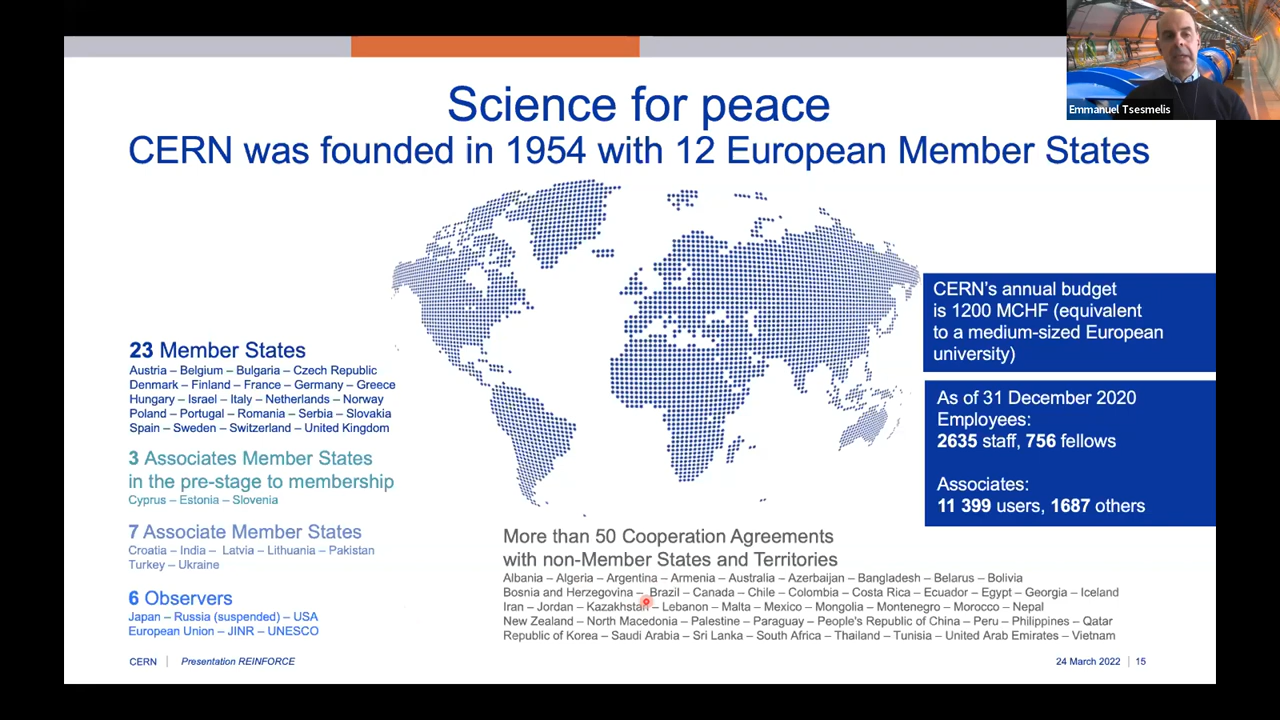 Science for peace
CERN was founded in 1954 with 12 European Member States
Emmanuel Tsesmelis
23 Member States
Austria – Belgium – Bulgaria – Czech Republic
Denmark – Finland – France – Germany – Greece
Hungary – Israel – Italy – Netherlands – Norway
Poland – Portugal – Romania – Serbia – Slovakia
Spain – Sweden – Switzerland – United Kingdom
3 Associates Member States
in the pre-stage to membership
Cyprus – Estonia – Slovenia
7 Associate Member States
Croatia – India – Latvia – Lithuania – Pakistan
Turkey – Ukraine
6 Observers
Japan – Russia (suspended) – USA
European Union – JINR – UNESCO
CERN's annual budget
is 1200 MCHF (equivalent
to a medium-sized European
university)
As of 31 December 2020
Employees:
2635 staff, 756 fellows
Associates:
11 399 users, 1687 others
More than 50 Cooperation Agreements
with non-Member States and Territories
Albania – Algeria – Argentina – Armenia – Australia – Azerbaijan – Bangladesh – Belarus – Bolivia
Bosnia and Herzegovina – Brazil – Canada – Chile – Colombia – Costa Rica – Ecuador – Egypt – Georgia – Iceland
Iran – Jordan – Kazakhstan – Lebanon – Malta – Mexico – Mongolia – Montenegro – Morocco – Nepal
New Zealand – North Macedonia – Palestine – Paraguay – People's Republic of China – Peru – Philippines – Qatar
Republic of Korea – Saudi Arabia – Sri Lanka – South Africa – Thailand – Tunisia – United Arab Emirates – Vietnam
CERN | Presentation REINFORCE
24 March 2022 | 15